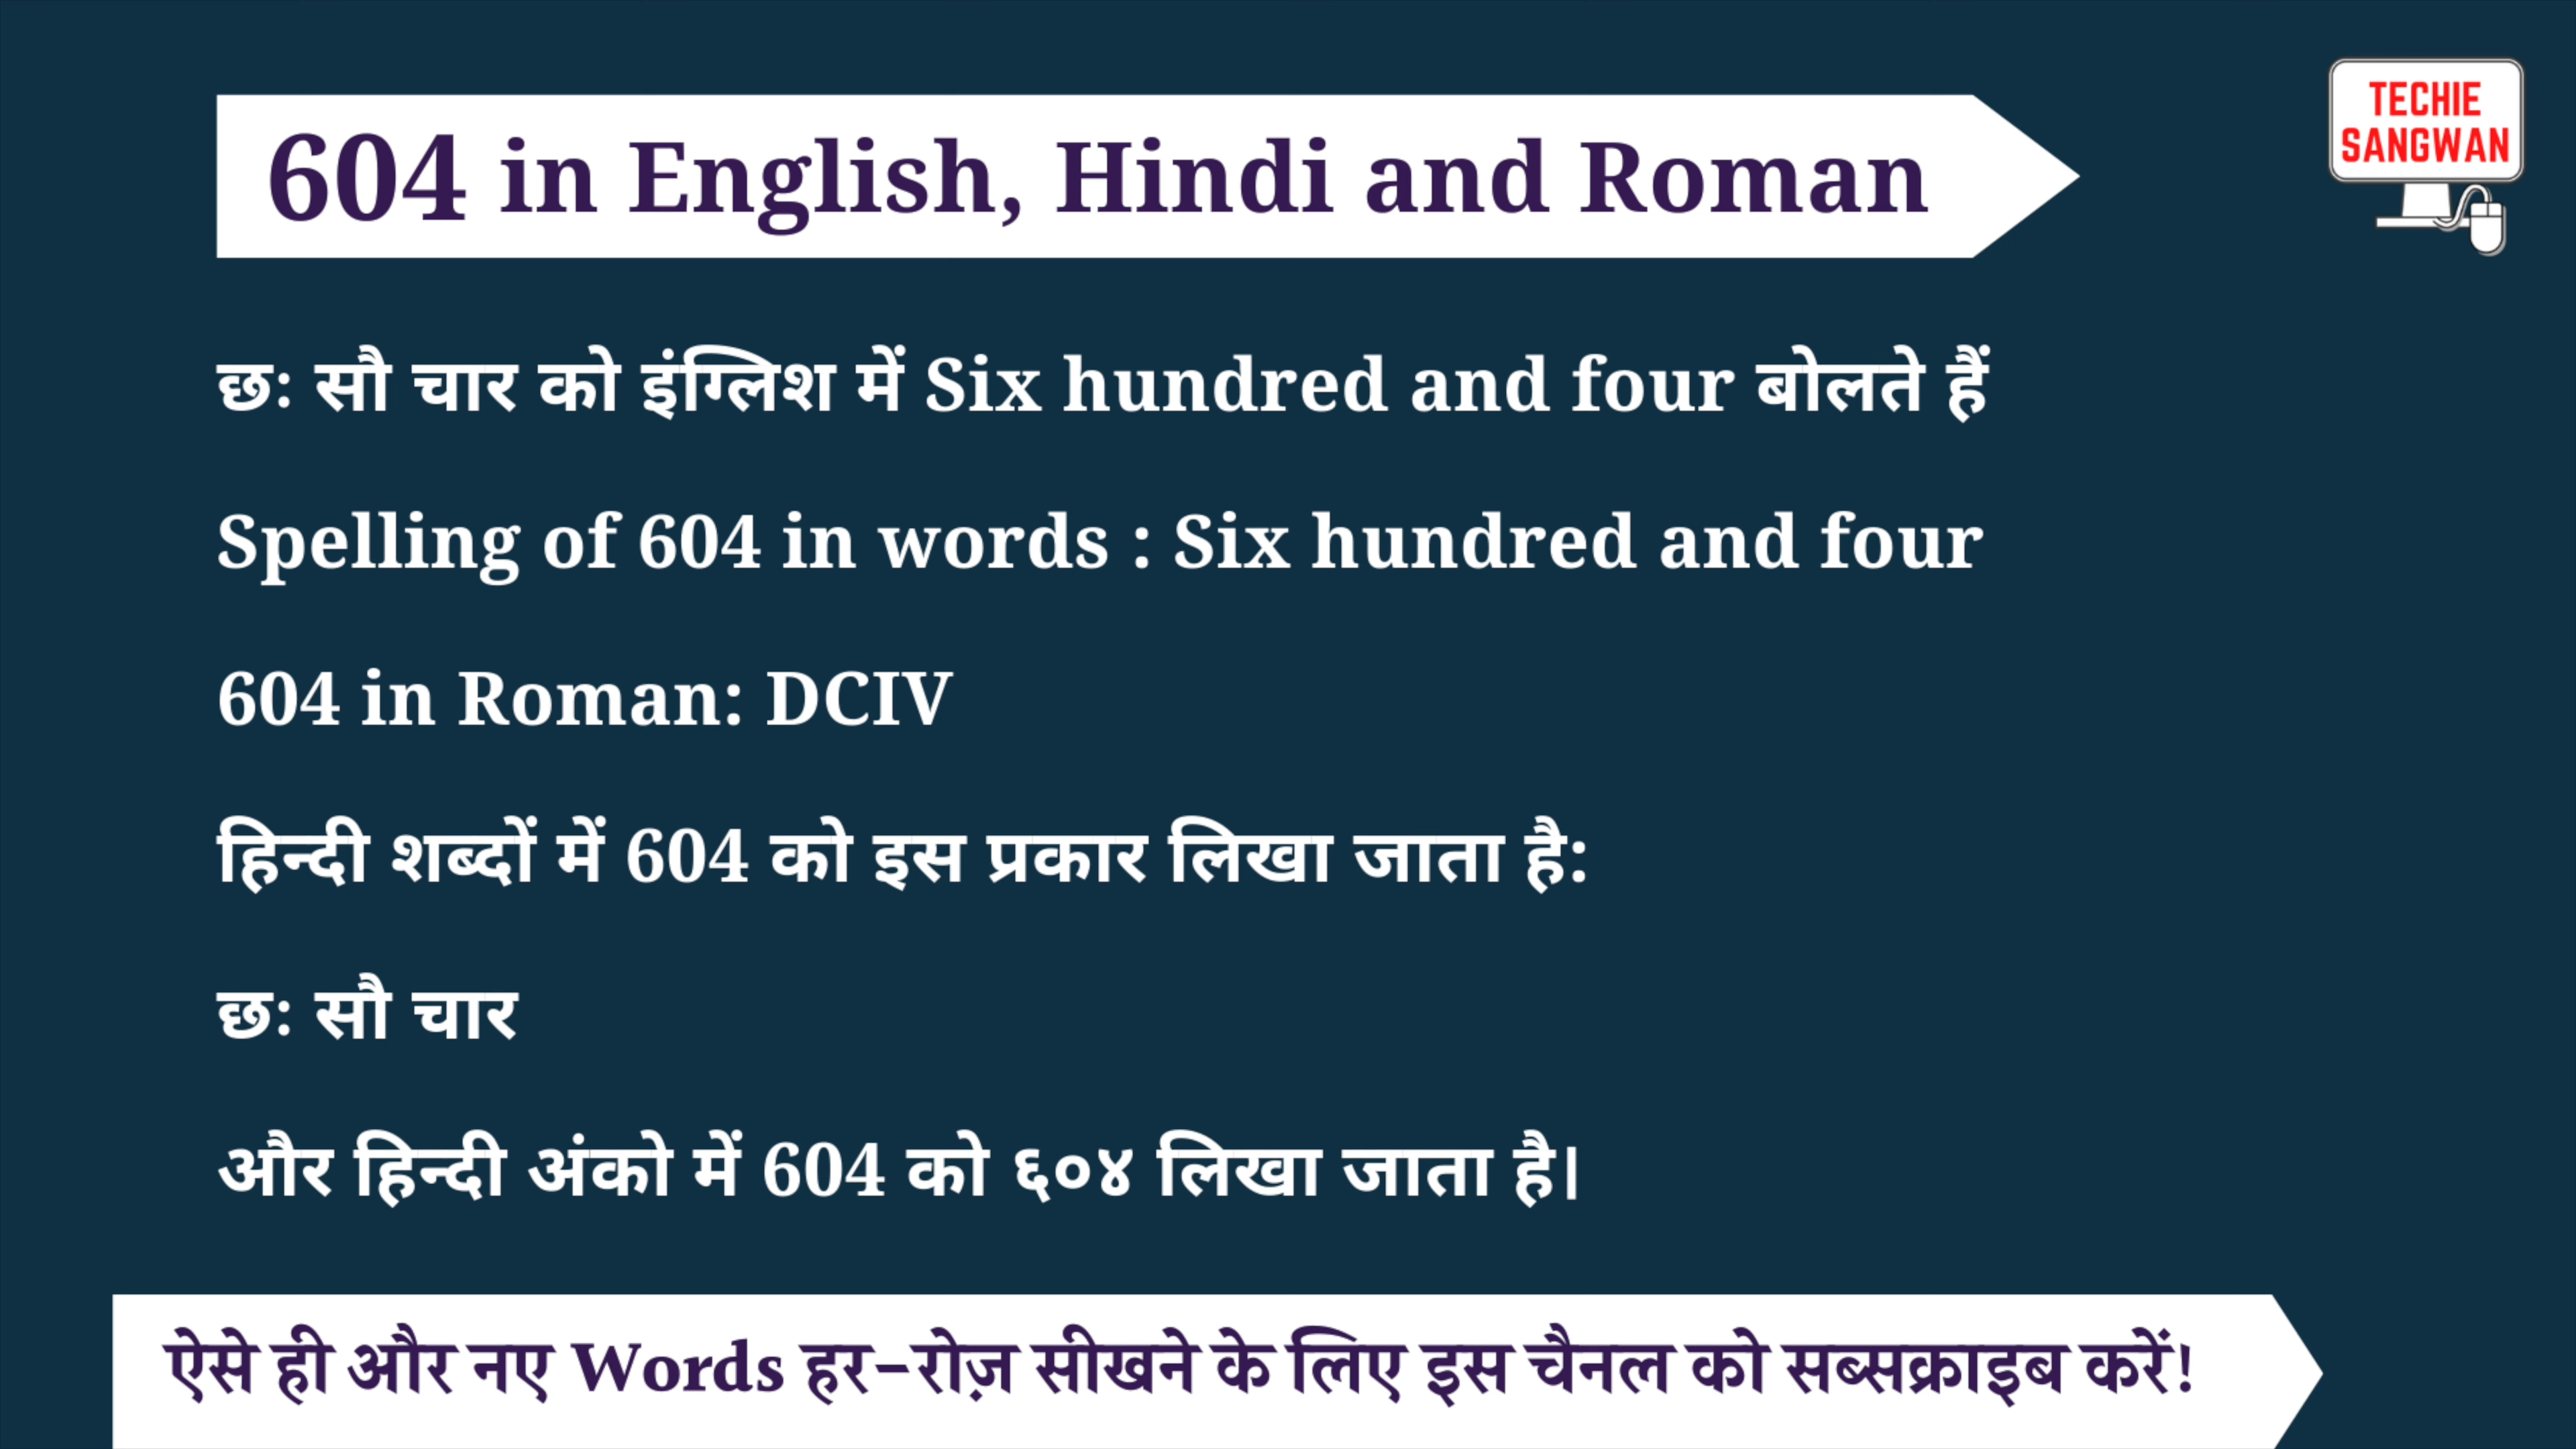 604 in English, Hindi and Roman
TECHIE
SANGWAN
छः सौ चार को इंग्लिश में Six hundred and four बोलते हैं
Spelling of 604 in words : Six hundred and four
604 in Roman: DCIV
हिन्दी शब्दों में 604 को इस प्रकार लिखा जाता है:
छः सौ चार
और हिन्दी अंको में 604 को ६०४ लिखा जाता है।
ऐसे ही और नए Words हर-रोज़ सीखने के लिए इस चैनल को सब्सक्राइब करें!